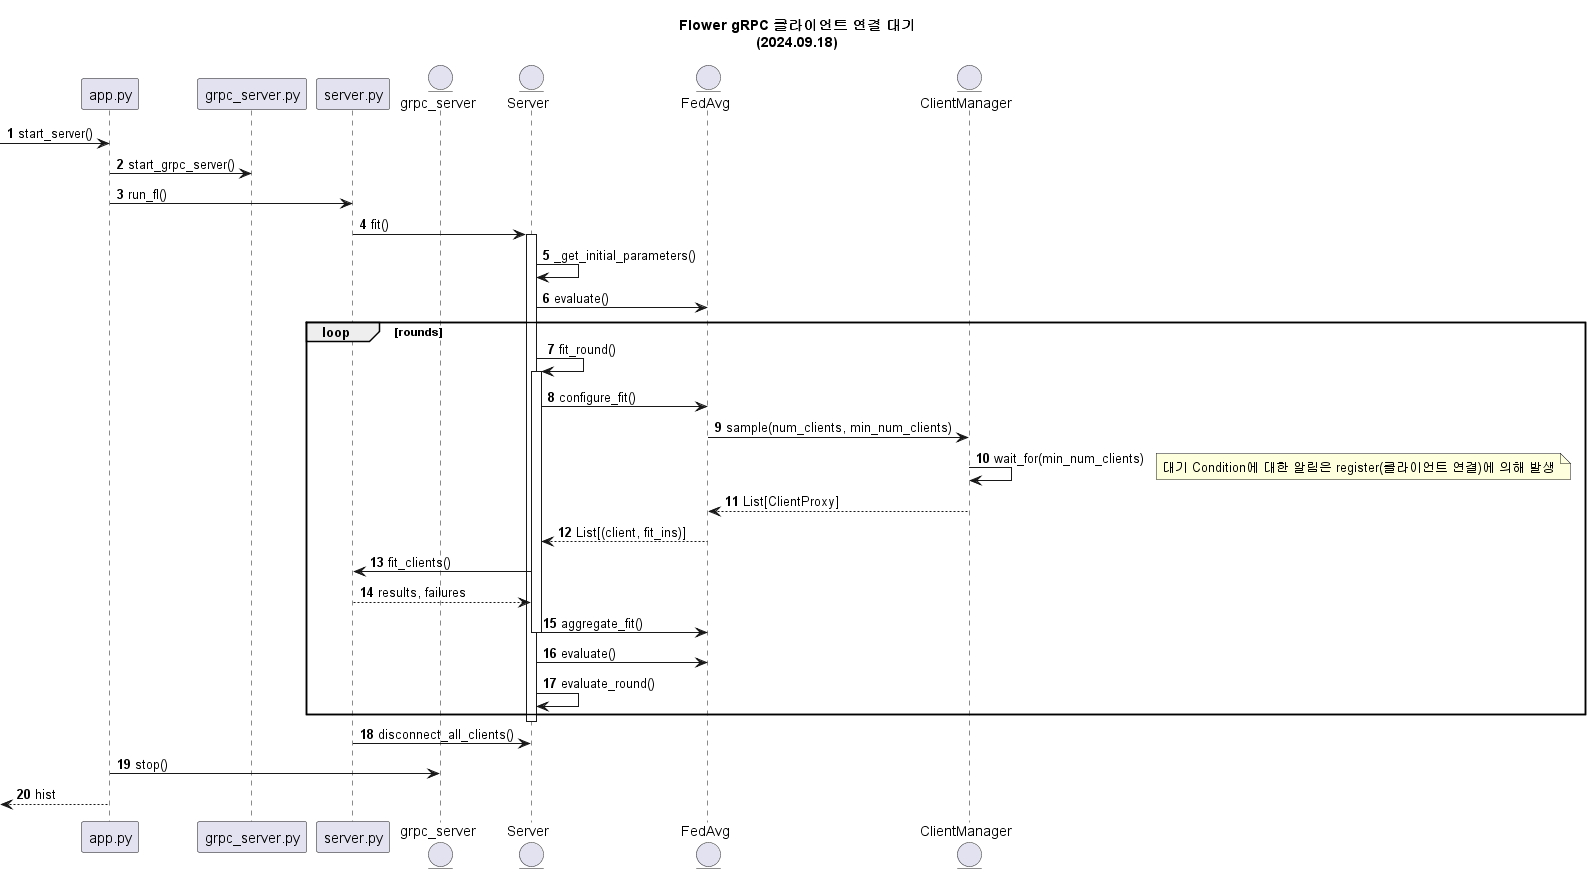 Flower gRPC 클라이언트 연결 대기
(2024.09.18)
app.py
grpc_server.py
server.py
grpc_server
Server
FedAvg
ClientManager
1 start_server()
2 start_grpc_server()
3 run_fl()
4 fit()
5 _get_initial_parameters()
6 evaluate()
loop [rounds]
7 fit_round()
8 configure_fit()
9 sample(num_clients, min_num_clients)
10 wait_for(min_num_clients)
대기 Condition에 대한 알림은 register(클라이언트 연결)에 의해 발생
11 List[ClientProxy]
12 List[(client, fit_ins)]
13 fit_clients()
14 results, failures
15 aggregate_fit()
16 evaluate()
17 evaluate_round()
18 disconnect_all_clients()
19 stop()
20 hist
app.py
grpc_server.py
server.py
grpc_server
Server
FedAvg
ClientManager